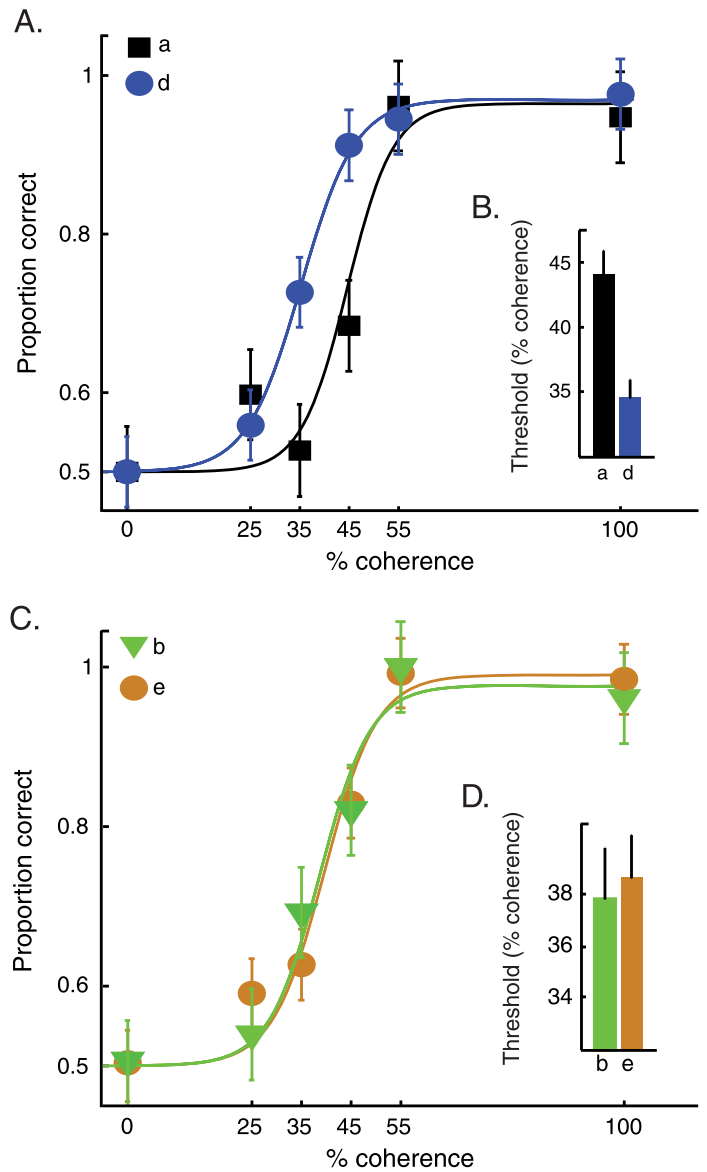 A.
a
d
1
0.8
0.6
0.5
Proportion correct
0 25 35 45 55 100
% coherence
B.
45
40
35
Threshold (% coherence)
a d
C.
b
e
1
0.8
0.6
0.5
Proportion correct
0 25 35 45 55 100
% coherence
D.
38
36
34
Threshold (% coherence)
b e